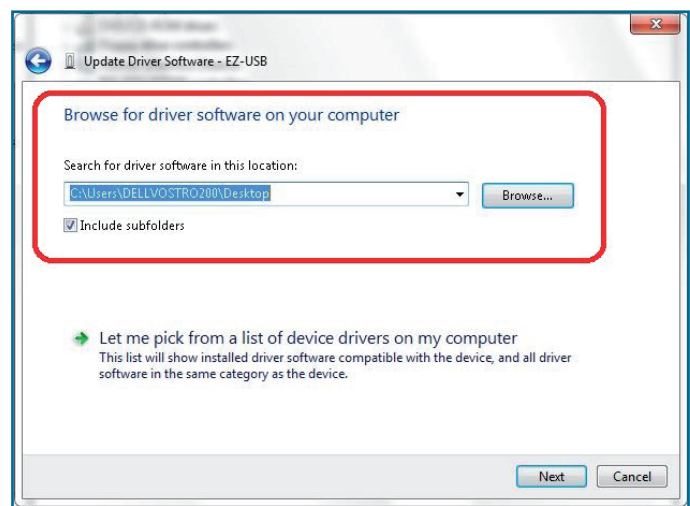 Update Driver Software - EZ-USB
Browse for driver software on your computer
Search for driver software in this location:
C:\Users\DELLVOSTRO200\Desktop
Browse...
Include subfolders
Let me pick from a list of device drivers on my computer
This list will show installed driver software compatible with the device, and all driver
software in the same category as the device.
Next
Cancel